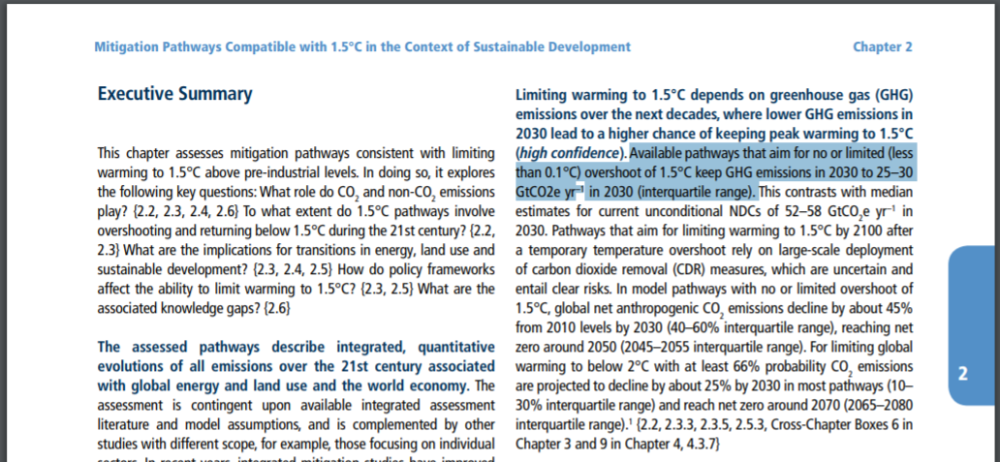 Mitigation Pathways Compatible with 1.5°C in the Context of Sustainable Development
Chapter 2
Executive Summary
This chapter assesses mitigation pathways consistent with limiting
warming to 1.5°C above pre-industrial levels. In doing so, it explores
the following key questions: What role do CO₂ and non-CO₂ emissions
play? {2.2, 2.3, 2.4, 2.6} To what extent do 1.5°C pathways involve
overshooting and returning below 1.5°C during the 21st century? {2.2,
2.3} What are the implications for transitions in energy, land use and
sustainable development? {2.3, 2.4, 2.5} How do policy frameworks
affect the ability to limit warming to 1.5°C? {2.3, 2.5} What are the
associated knowledge gaps? {2.6}
The assessed pathways describe integrated, quantitative
evolutions of all emissions over the 21st century associated
with global energy and land use and the world economy. The
assessment is contingent upon available integrated assessment
literature and model assumptions, and is complemented by other
studies with different scope, for example, those focusing on individual
sectors. In recent years, integrated mitigation studies have improved
Limiting warming to 1.5°C depends on greenhouse gas (GHG)
emissions over the next decades, where lower GHG emissions in
2030 lead to a higher chance of keeping peak warming to 1.5°C
(high confidence). Available pathways that aim for no or limited (less
than 0.1°C) overshoot of 1.5°C keep GHG emissions in 2030 to 25–30
GtCO2e yr⁻¹ in 2030 (interquartile range). This contrasts with median
estimates for current unconditional NDCs of 52–58 GtCO₂e yr⁻¹ in
2030. Pathways that aim for limiting warming to 1.5°C by 2100 after
a temporary temperature overshoot rely on large-scale deployment
of carbon dioxide removal (CDR) measures, which are uncertain and
entail clear risks. In model pathways with no or limited overshoot of
1.5°C, global net anthropogenic CO₂ emissions decline by about 45%
from 2010 levels by 2030 (40–60% interquartile range), reaching net
zero around 2050 (2045–2055 interquartile range). For limiting global
warming to below 2°C with at least 66% probability CO₂ emissions
are projected to decline by about 25% by 2030 in most pathways (10–
30% interquartile range) and reach net zero around 2070 (2065–2080
interquartile range).¹ {2.2, 2.3.3, 2.3.5, 2.5.3, Cross-Chapter Boxes 6 in
Chapter 3 and 9 in Chapter 4, 4.3.7}
2